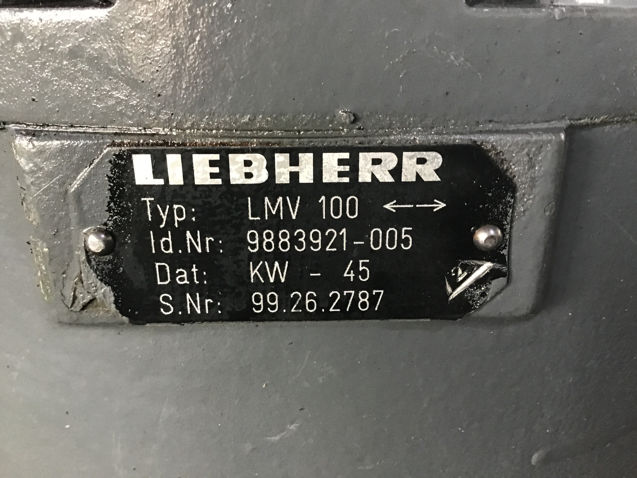 LIEBHERR
Typ: LMV 100 ←→
Id.Nr: 9883921-005
Dat: KW - 45
S.Nr: 99.26.2787